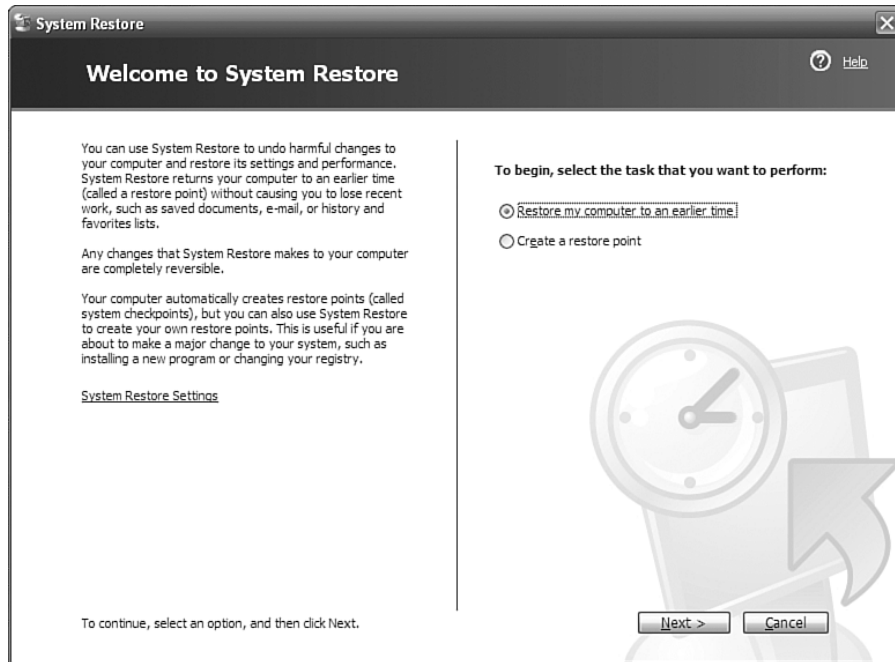 System Restore
Welcome to System Restore
Help
You can use System Restore to undo harmful changes to
your computer and restore its settings and performance.
System Restore returns your computer to an earlier time
(called a restore point) without causing you to lose recent
work, such as saved documents, e-mail, or history and
favorites lists.
Any changes that System Restore makes to your computer
are completely reversible.
Your computer automatically creates restore points (called
system checkpoints), but you can also use System Restore
to create your own restore points. This is useful if you are
about to make a major change to your system, such as
installing a new program or changing your registry.
System Restore Settings
To begin, select the task that you want to perform:
Restore my computer to an earlier time
Create a restore point
To continue, select an option, and then click Next.
Next >
Cancel